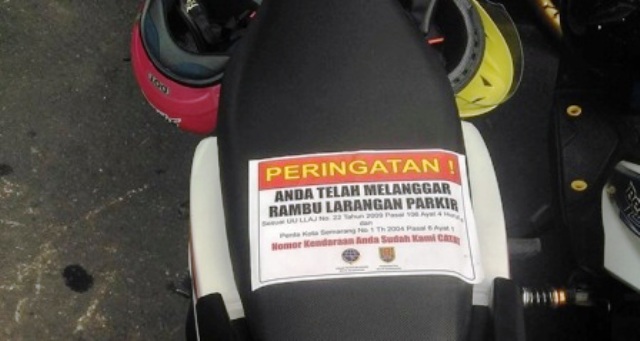 PERINGATAN !
ANDA TELAH MELANGGAR
RAMBU LARANGAN PARKIR
Sesuai UU LLAJ No. 22 Tahun 2009 Pasal 106 Ayat 4 Huruf
dan
Perda Kota Semarang No 1 Th 2004 Pasal 6 Ayat 1
Nomor Kendaraan Anda Sudah Kami CATAT